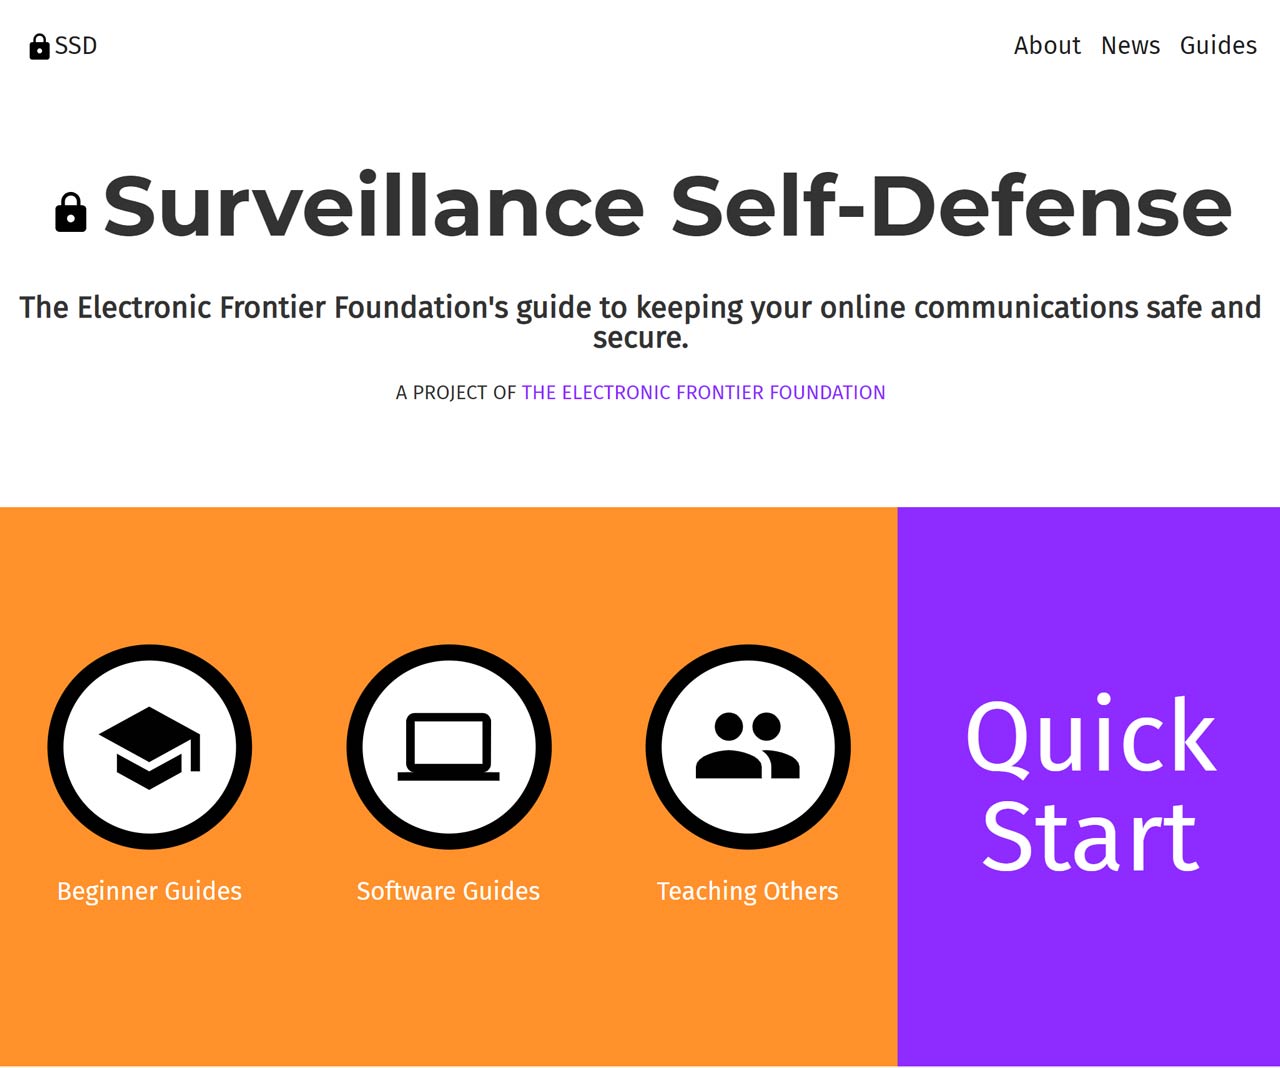 SSD
About News Guides
Surveillance Self-Defense
The Electronic Frontier Foundation's guide to keeping your online communications safe and
secure.
A PROJECT OF THE ELECTRONIC FRONTIER FOUNDATION
Beginner Guides
Software Guides
Teaching Others
Quick
Start